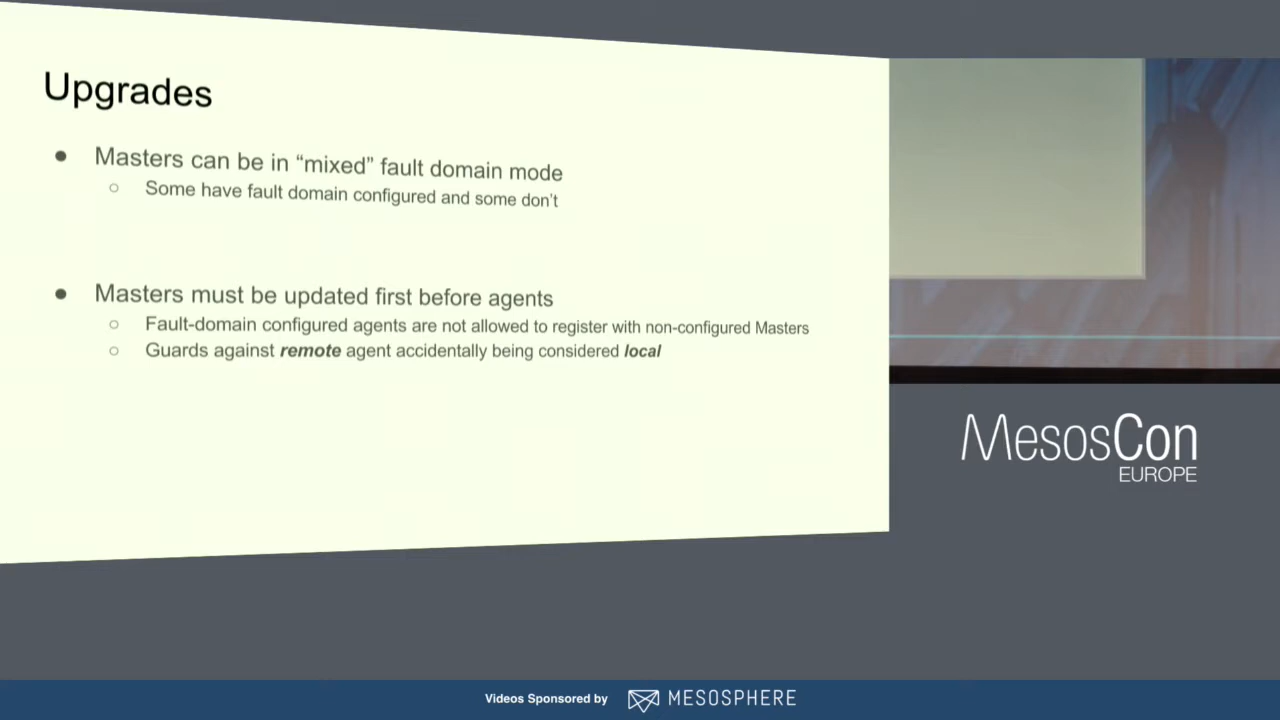 Upgrades
● Masters can be in “mixed” fault domain mode
○ Some have fault domain configured and some don’t
● Masters must be updated first before agents
○ Fault-domain configured agents are not allowed to register with non-configured Masters
○ Guards against remote agent accidentally being considered local
MesosCon
EUROPE
Videos Sponsored by MESOSPHERE